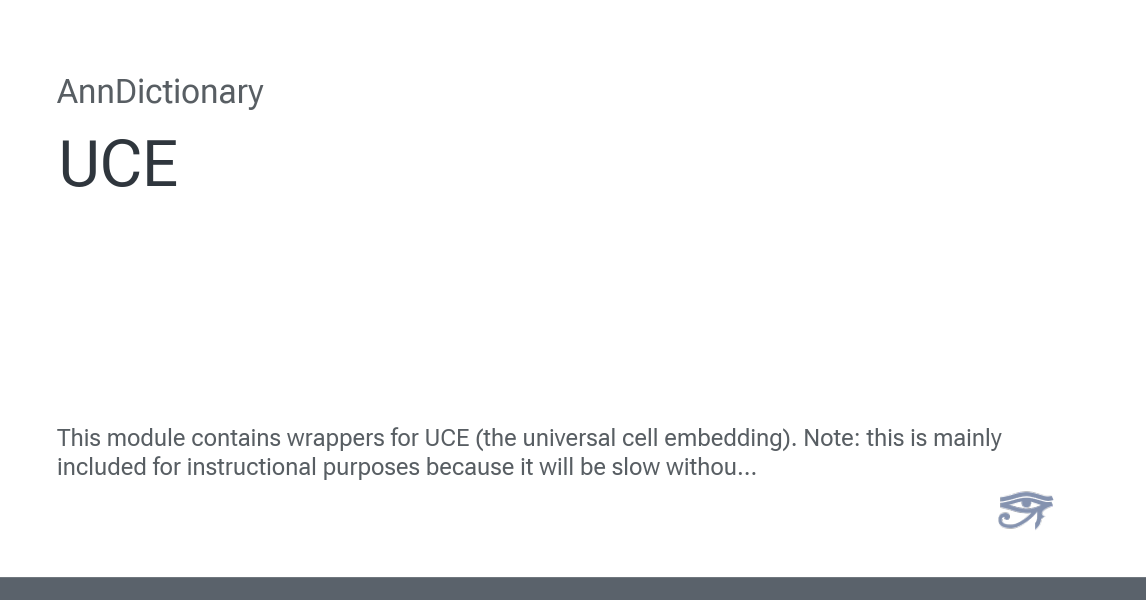 AnnDictionary
UCE
This module contains wrappers for UCE (the universal cell embedding). Note: this is mainly
included for instructional purposes because it will be slow withou...